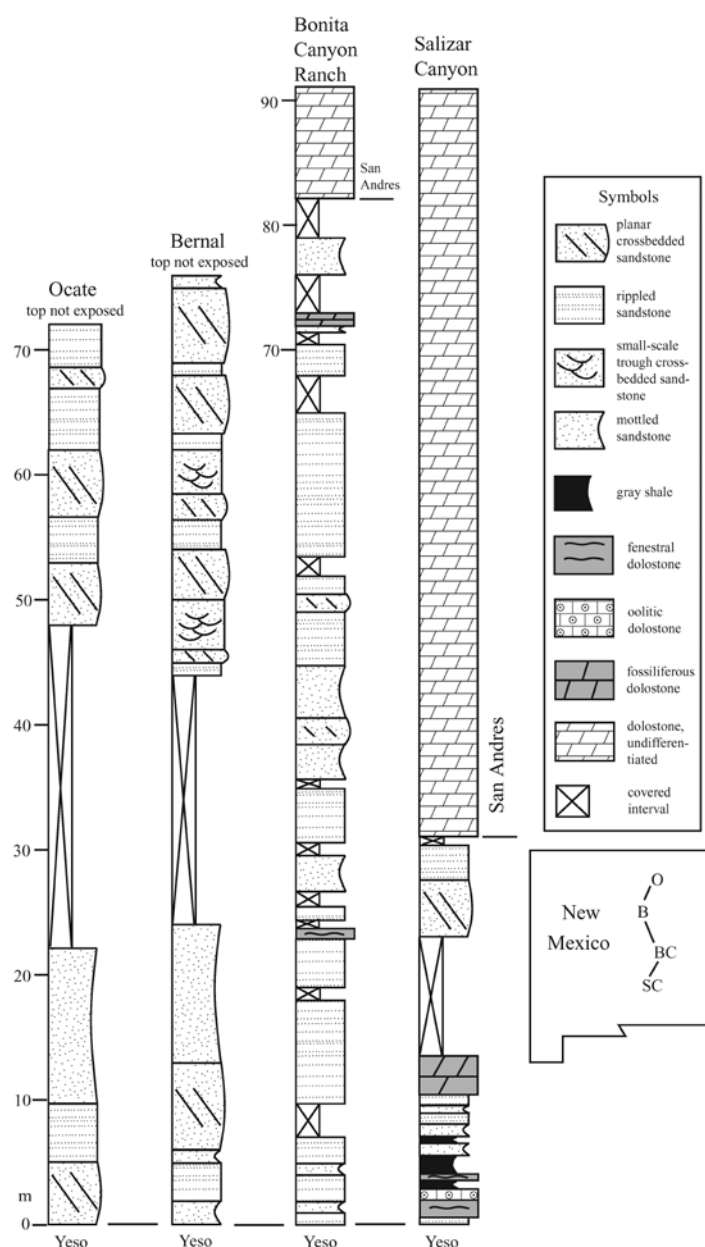 Bonita
Canyon
Ranch
Salizar
Canyon
90
San
Andres
80
Bernal
top not exposed
Ocate
top not exposed
70
70
60
50
40
30
20
10
m
0
San Andres
Yeso
Yeso
Yeso
Yeso
Symbols
planar
crossbedded
sandstone
rippled
sandstone
small-scale
trough cross-
bedded sand-
stone
mottled
sandstone
gray shale
fenestral
dolostone
oolitic
dolostone
fossiliferous
dolostone
dolostone,
undifferen-
tiated
covered
interval
New
Mexico
O
B
BC
SC